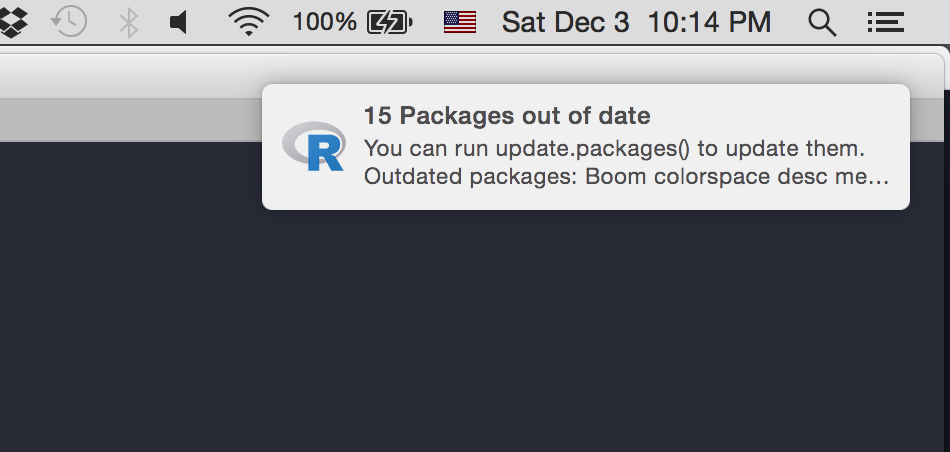 100% Sat Dec 3 10:14 PM
15 Packages out of date
R
You can run update.packages() to update them.
Outdated packages: Boom colorspace desc me...